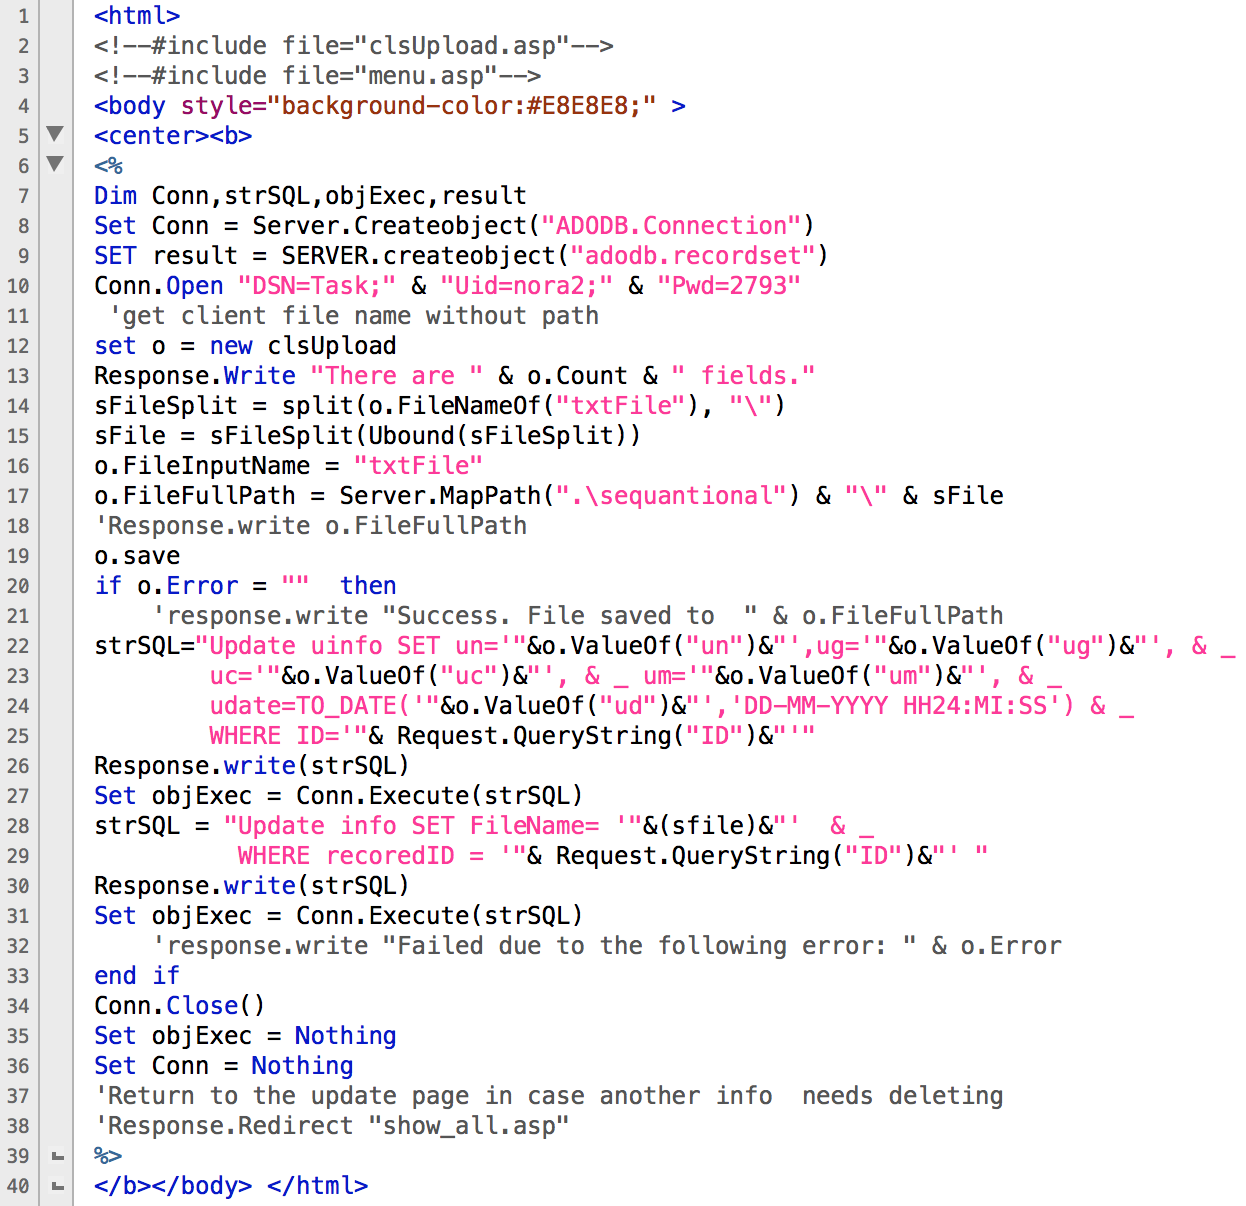 1 <html>
2 <!--#include file="clsUpload.asp"-->
3 <!--#include file="menu.asp"-->
4 <body style="background-color:#E8E8E8;" >
5 <center><b>
6 <%
7 Dim Conn,strSQL,objExec,result
8 Set Conn = Server.Createobject("ADODB.Connection")
9 SET result = SERVER.createobject("adodb.recordset")
10 Conn.Open "DSN=Task;" & "Uid=nora2;" & "Pwd=2793"
11  'get client file name without path
12 set o = new clsUpload
13 Response.Write "There are " & o.Count & " fields."
14 sFileSplit = split(o.FileNameOf("txtFile"), "\")
15 sFile = sFileSplit(Ubound(sFileSplit))
16 o.FileInputName = "txtFile"
17 o.FileFullPath = Server.MapPath(".\sequantional") & "\" & sFile
18 'Response.write o.FileFullPath
19 o.save
20 if o.Error = ""  then
21     'response.write "Success. File saved to  " & o.FileFullPath
22 strSQL="Update uinfo SET un='"&o.ValueOf("un")&"',ug='"&o.ValueOf("ug")&"', & _
23         uc='"&o.ValueOf("uc")&"', & _ um='"&o.ValueOf("um")&"', & _
24         udate=TO_DATE('"&o.ValueOf("ud")&"','DD-MM-YYYY HH24:MI:SS') & _
25         WHERE ID='"& Request.QueryString("ID")&"'"
26 Response.write(strSQL)
27 Set objExec = Conn.Execute(strSQL)
28 strSQL = "Update info SET FileName= '"&(sfile)&"'  & _
29           WHERE recoredID = '"& Request.QueryString("ID")&"' "
30 Response.write(strSQL)
31 Set objExec = Conn.Execute(strSQL)
32     'response.write "Failed due to the following error: " & o.Error
33 end if
34 Conn.Close()
35 Set objExec = Nothing
36 Set Conn = Nothing
37 'Return to the update page in case another info  needs deleting
38 'Response.Redirect "show_all.asp"
39 %>
40 </b></body> </html>